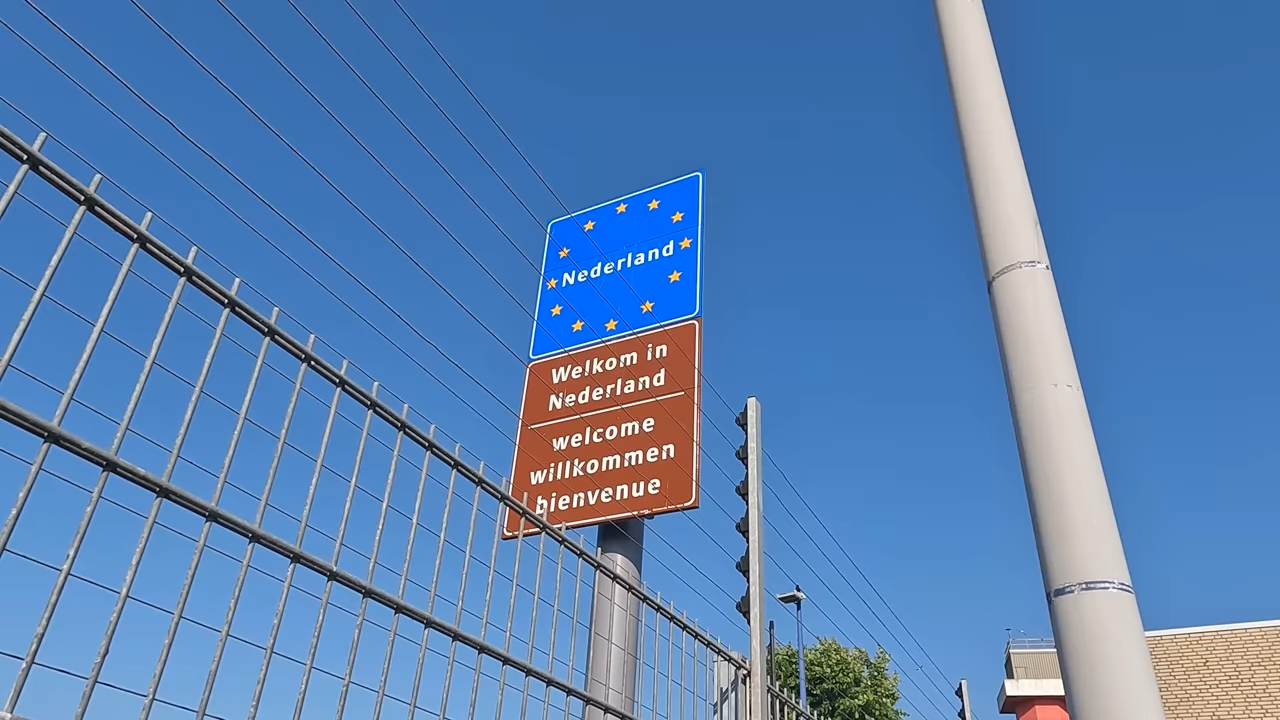 Nederland
Welkom in
Nederland
welcome
willkommen
bienvenue